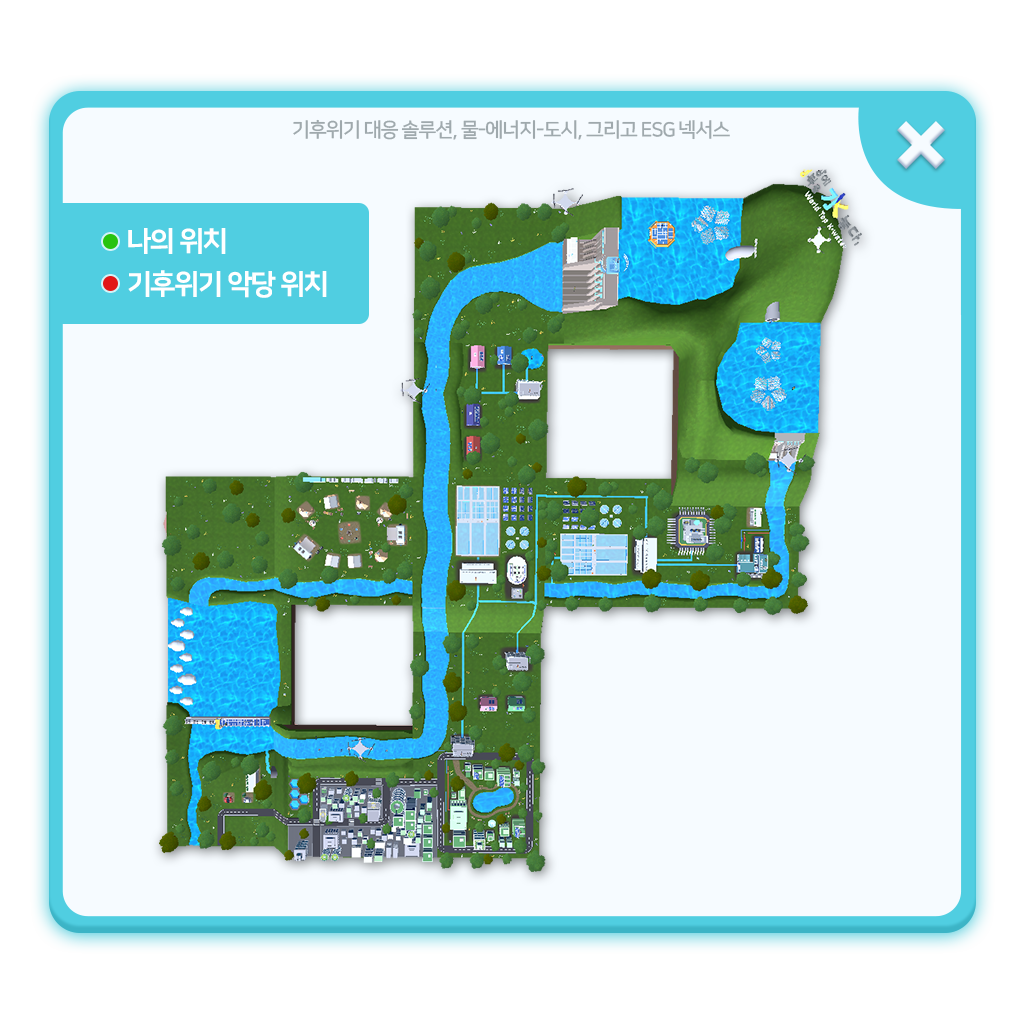 기후위기 대응 솔루션, 물-에너지-도시, 그리고 ESG 넥서스
나의 위치
기후위기 악당 위치
World Top K-water